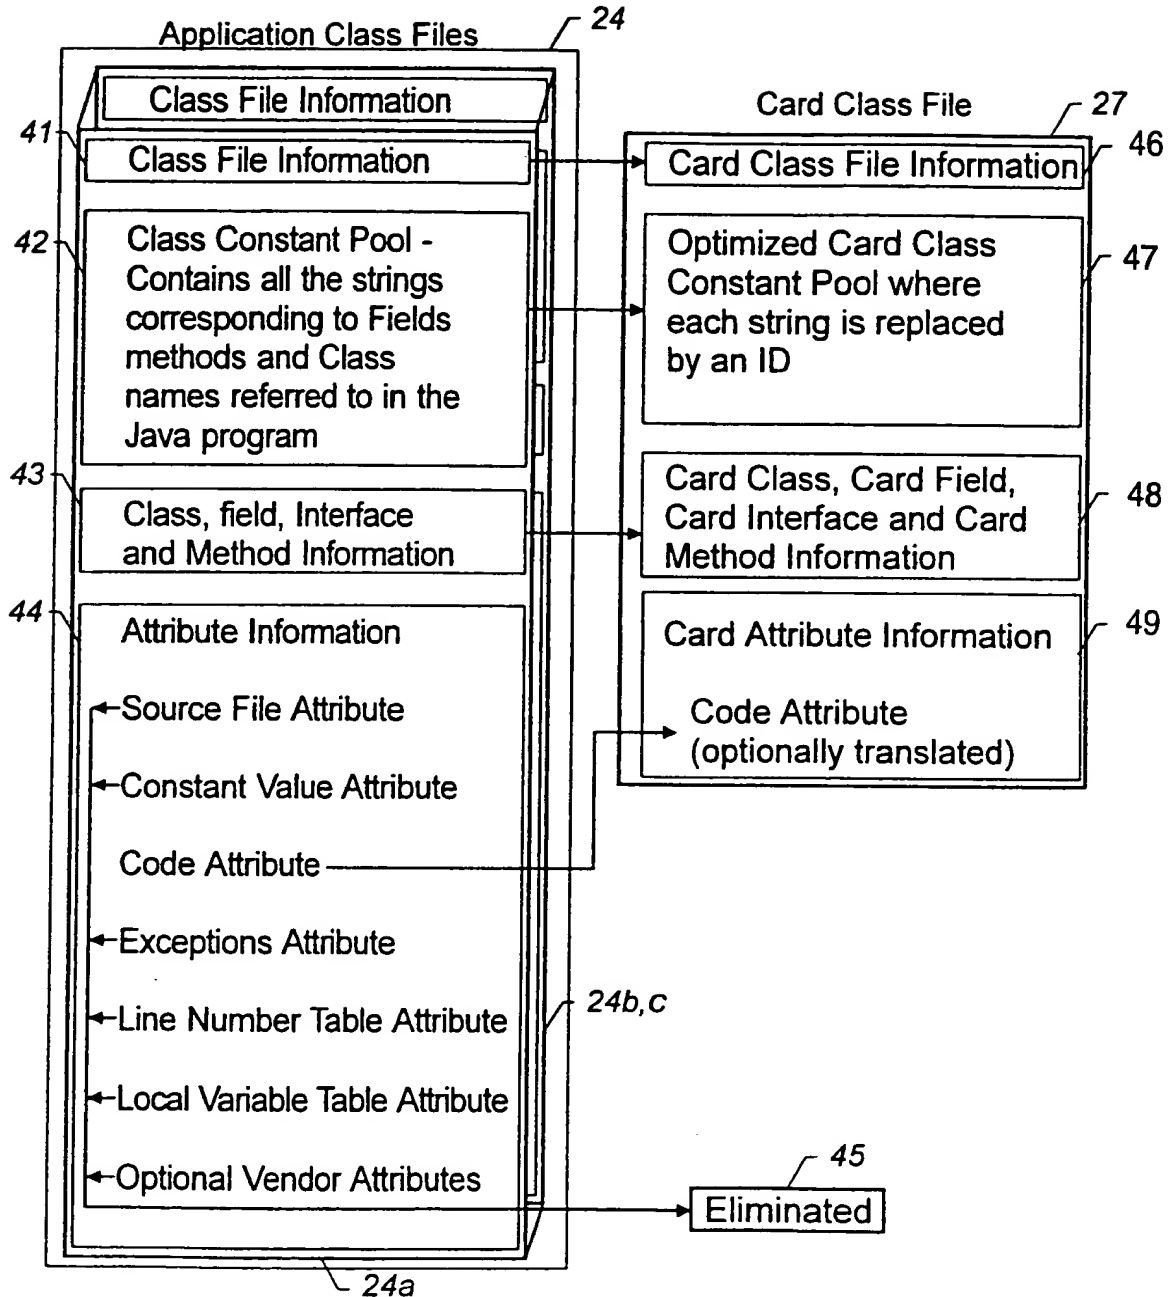 Application Class Files
24
Class File Information
41
Class File Information
42
Class Constant Pool -
Contains all the strings
corresponding to Fields
methods and Class
names referred to in the
Java program
43
Class, field, Interface
and Method Information
44
Attribute Information
Source File Attribute
Constant Value Attribute
Code Attribute
Exceptions Attribute
Line Number Table Attribute
Local Variable Table Attribute
Optional Vendor Attributes
24a
24b,c
Card Class File
27
Card Class File Information
46
Optimized Card Class
Constant Pool where
each string is replaced
by an ID
47
Card Class, Card Field,
Card Interface and Card
Method Information
48
Card Attribute Information
49
Code Attribute
(optionally translated)
45
Eliminated